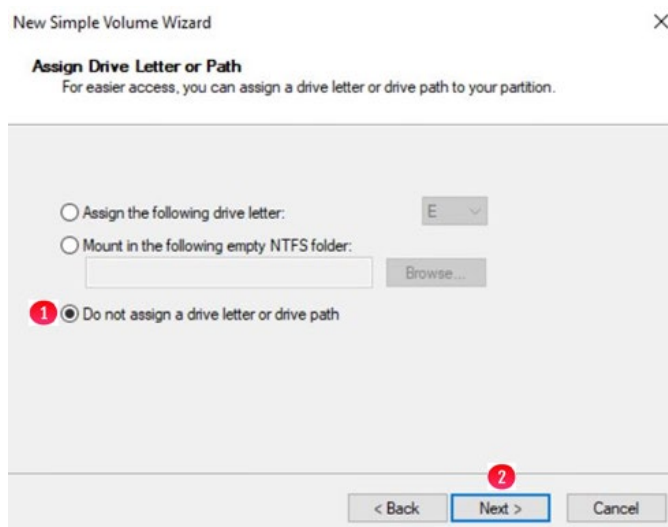 New Simple Volume Wizard
Assign Drive Letter or Path
For easier access, you can assign a drive letter or drive path to your partition.
Assign the following drive letter: E
Mount in the following empty NTFS folder:
Browse...
1 Do not assign a drive letter or drive path
2
< Back Next > Cancel